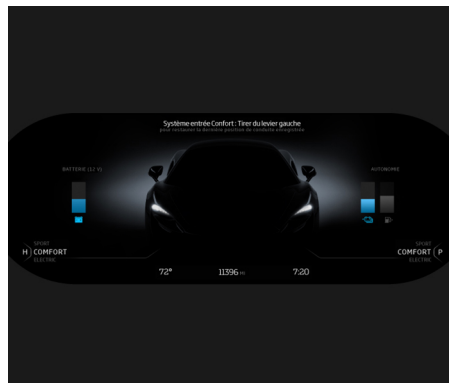 Système entrée Confort : Tirer du levier gauche
pour restaurer la dernière position de conduite enregistrée
BATTERIE (12 V)
AUTONOMIE
SPORT
H) COMFORT
ELECTRIC
SPORT
COMFORT (P
ELECTRIC
72°
11396 m
7:20